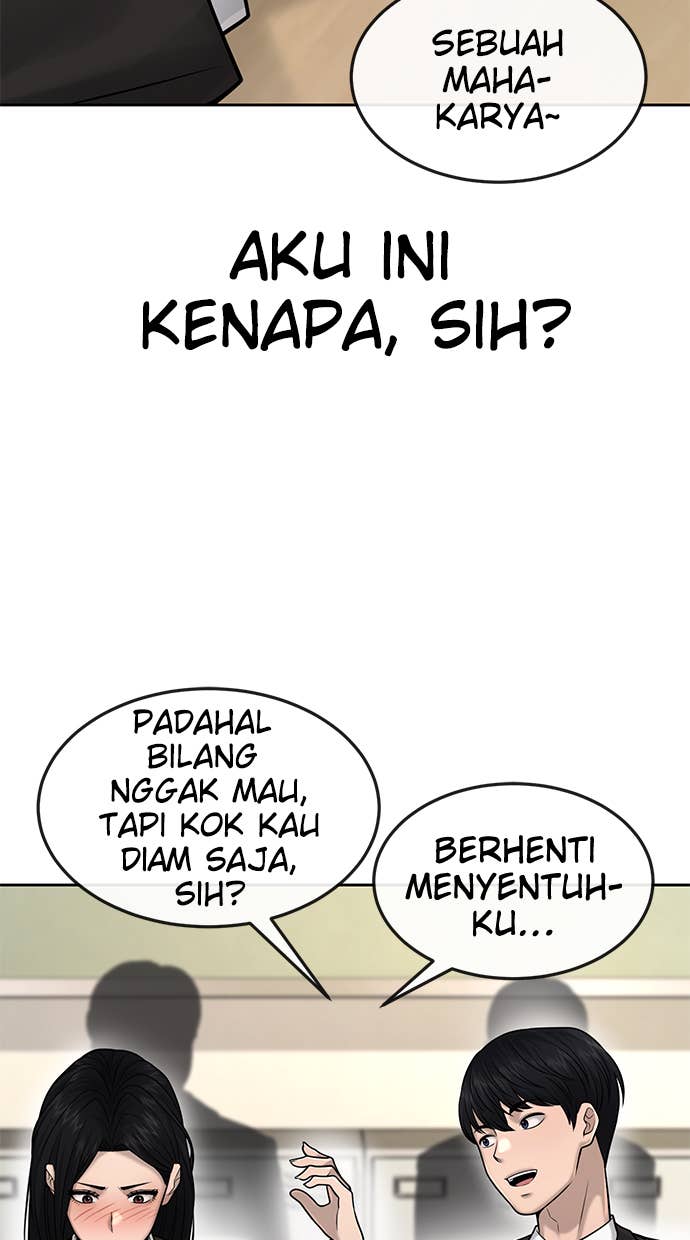 SEBUAH
MAHA-
KARYA~
AKU INI
KENAPA, SIH?
PADAHAL
BILANG
NGGAK MAU,
TAPI KOK KAU
DIAM SAJA,
SIH?
BERHENTI
MENYENTUH-
KU...